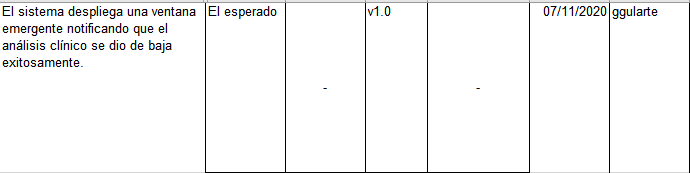 El sistema despliega una ventana
emergente notificando que el
análisis clínico se dio de baja
exitosamente.
El esperado
-
v1.0
-
07/11/2020
ggularte